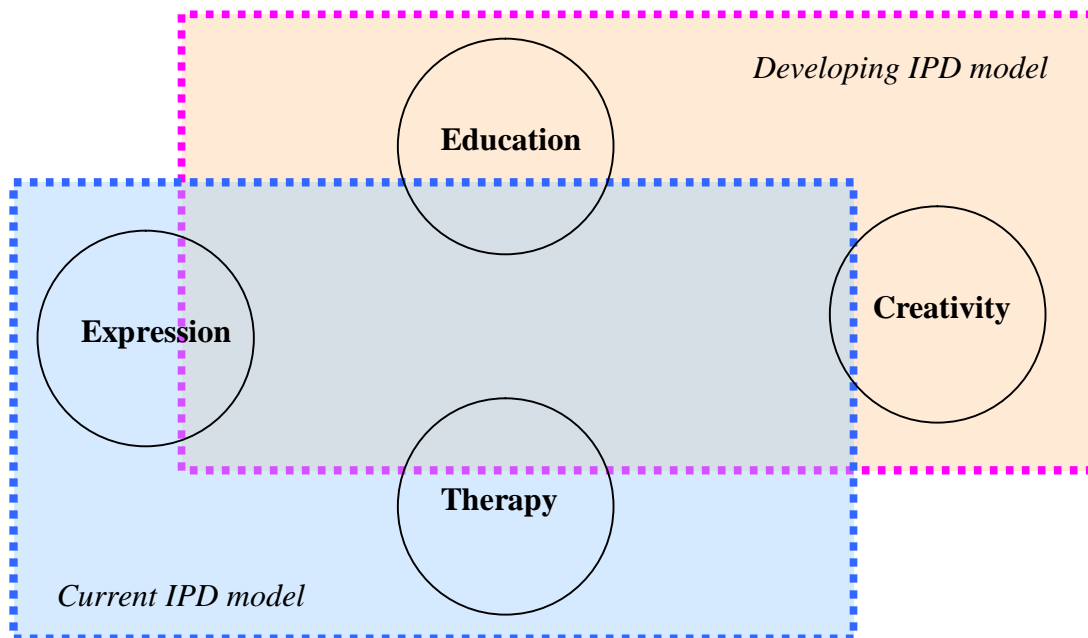 Developing IPD model
Education
Creativity
Expression
Therapy
Current IPD model